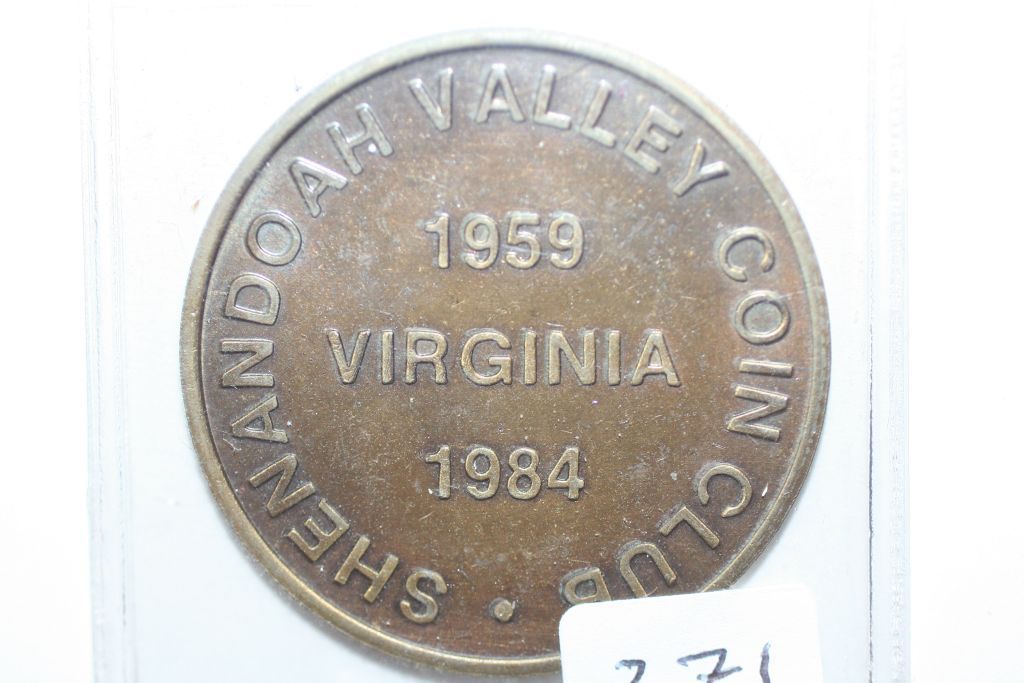 SHENANDOAH VALLEY COIN CLUB •
1959
VIRGINIA
1984